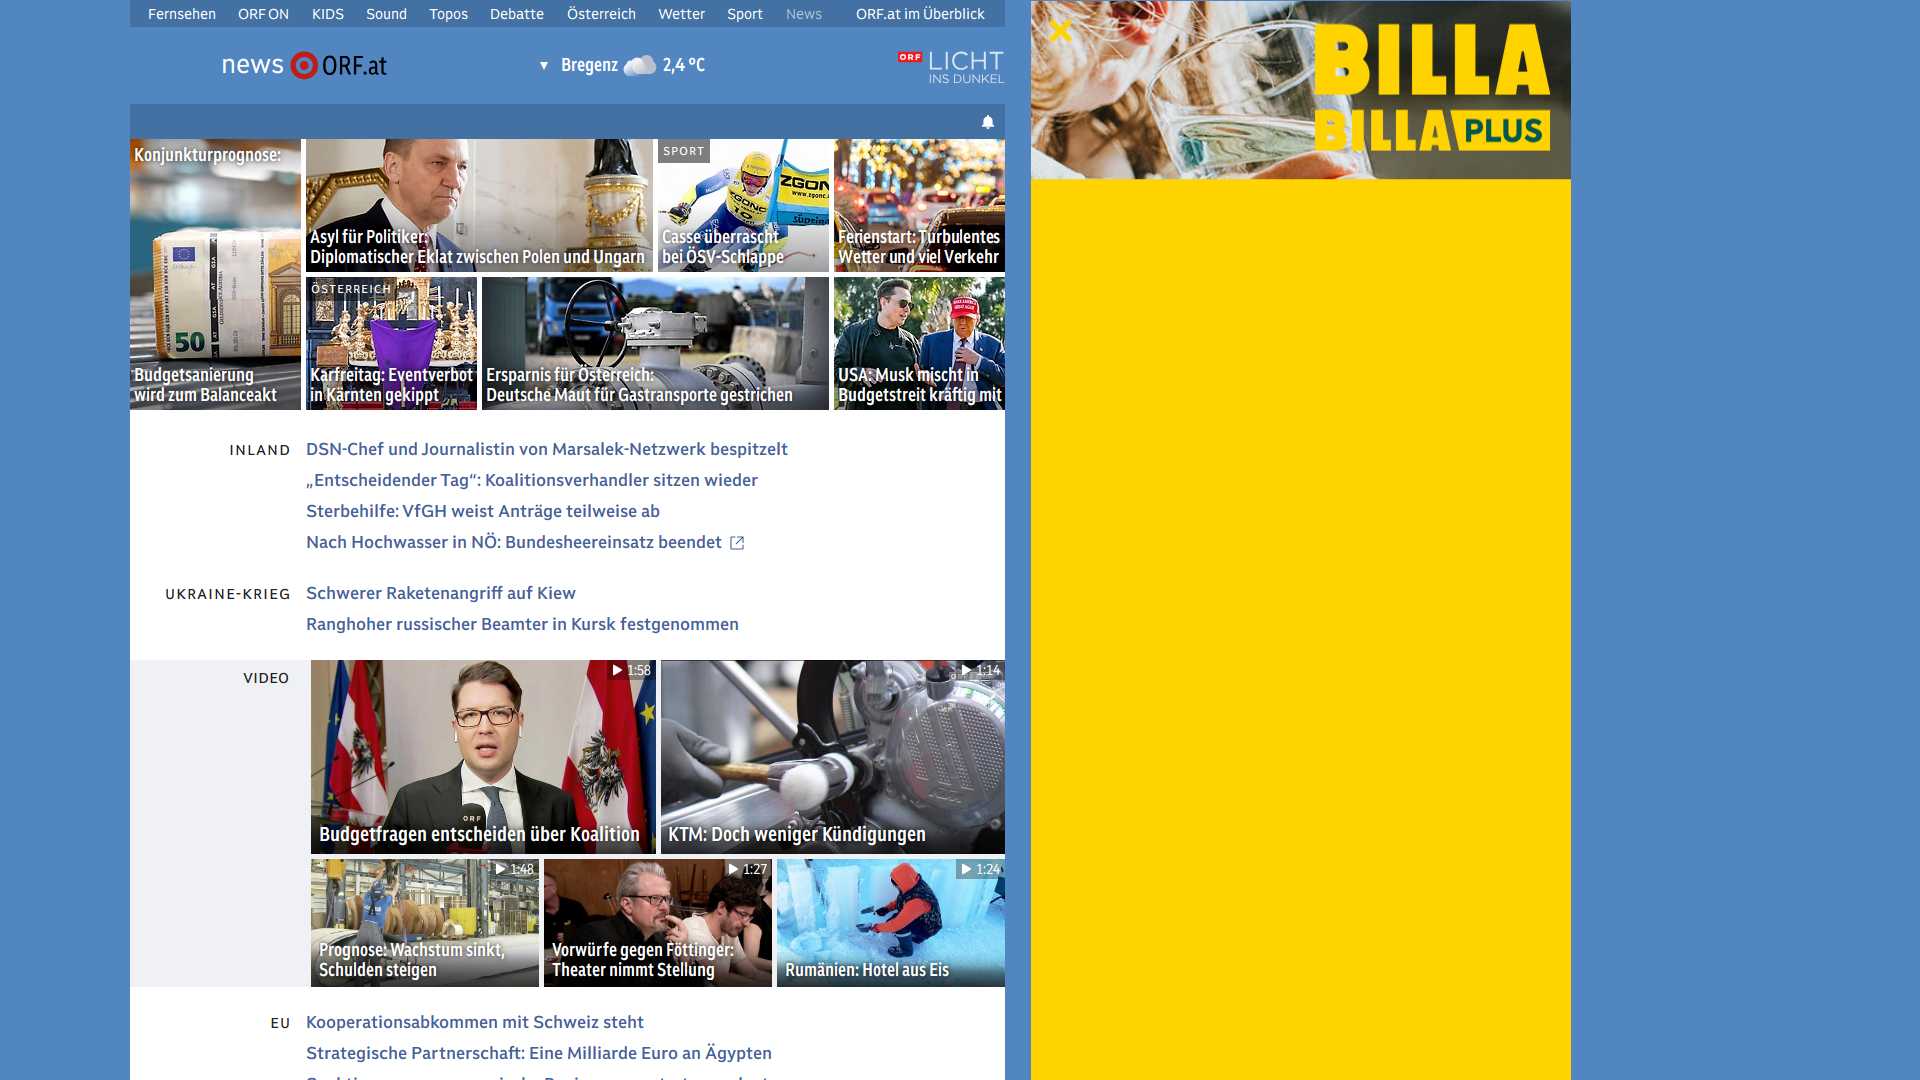 Fernsehen ORF ON KIDS Sound Topos Debatte Österreich Wetter Sport News ORF.at im Überblick
news ORF.at
▼ Bregenz 2,4 °C
ORF LICHT
INS DUNKEL
BILLA
BILLA PLUS
Konjunkturprognose:
Budgetsanierung
wird zum Balanceakt
50
Asyl für Politiker:
Diplomatischer Eklat zwischen Polen und Ungarn
SPORT
ZGONC
www.zgonc.
10
Südtirol
Casse überrascht
bei ÖSV-Schlappe
Ferienstart: Turbulentes
Wetter und viel Verkehr
ÖSTERREICH
Karfreitag: Eventverbot
in Kärnten gekippt
Ersparnis für Österreich:
Deutsche Maut für Gastransporte gestrichen
USA: Musk mischt in
Budgetstreit kräftig mit
INLAND
DSN-Chef und Journalistin von Marsalek-Netzwerk bespitzelt
„Entscheidender Tag“: Koalitionsverhandler sitzen wieder
Sterbehilfe: VfGH weist Anträge teilweise ab
Nach Hochwasser in NÖ: Bundesheereinsatz beendet
UKRAINE-KRIEG
Schwerer Raketenangriff auf Kiew
Ranghoher russischer Beamter in Kursk festgenommen
VIDEO
1:58
ORF
Budgetfragen entscheiden über Koalition
1:14
KTM: Doch weniger Kündigungen
1:48
Prognose: Wachstum sinkt,
Schulden steigen
1:27
Vorwürfe gegen Föttinger:
Theater nimmt Stellung
1:24
Rumänien: Hotel aus Eis
EU
Kooperationsabkommen mit Schweiz steht
Strategische Partnerschaft: Eine Milliarde Euro an Ägypten